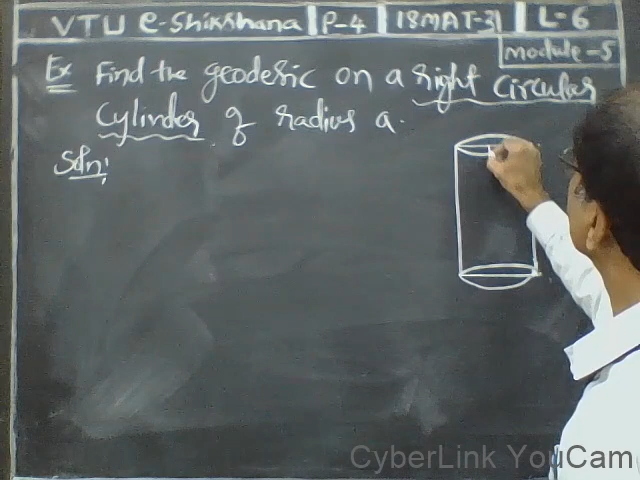 VTU e-Shikshana P-4 18MAT-31 L-6
module-5
Ex Find the geodesic on a right circular
Cylinder of radius a.
Soln:
CyberLink YouCam